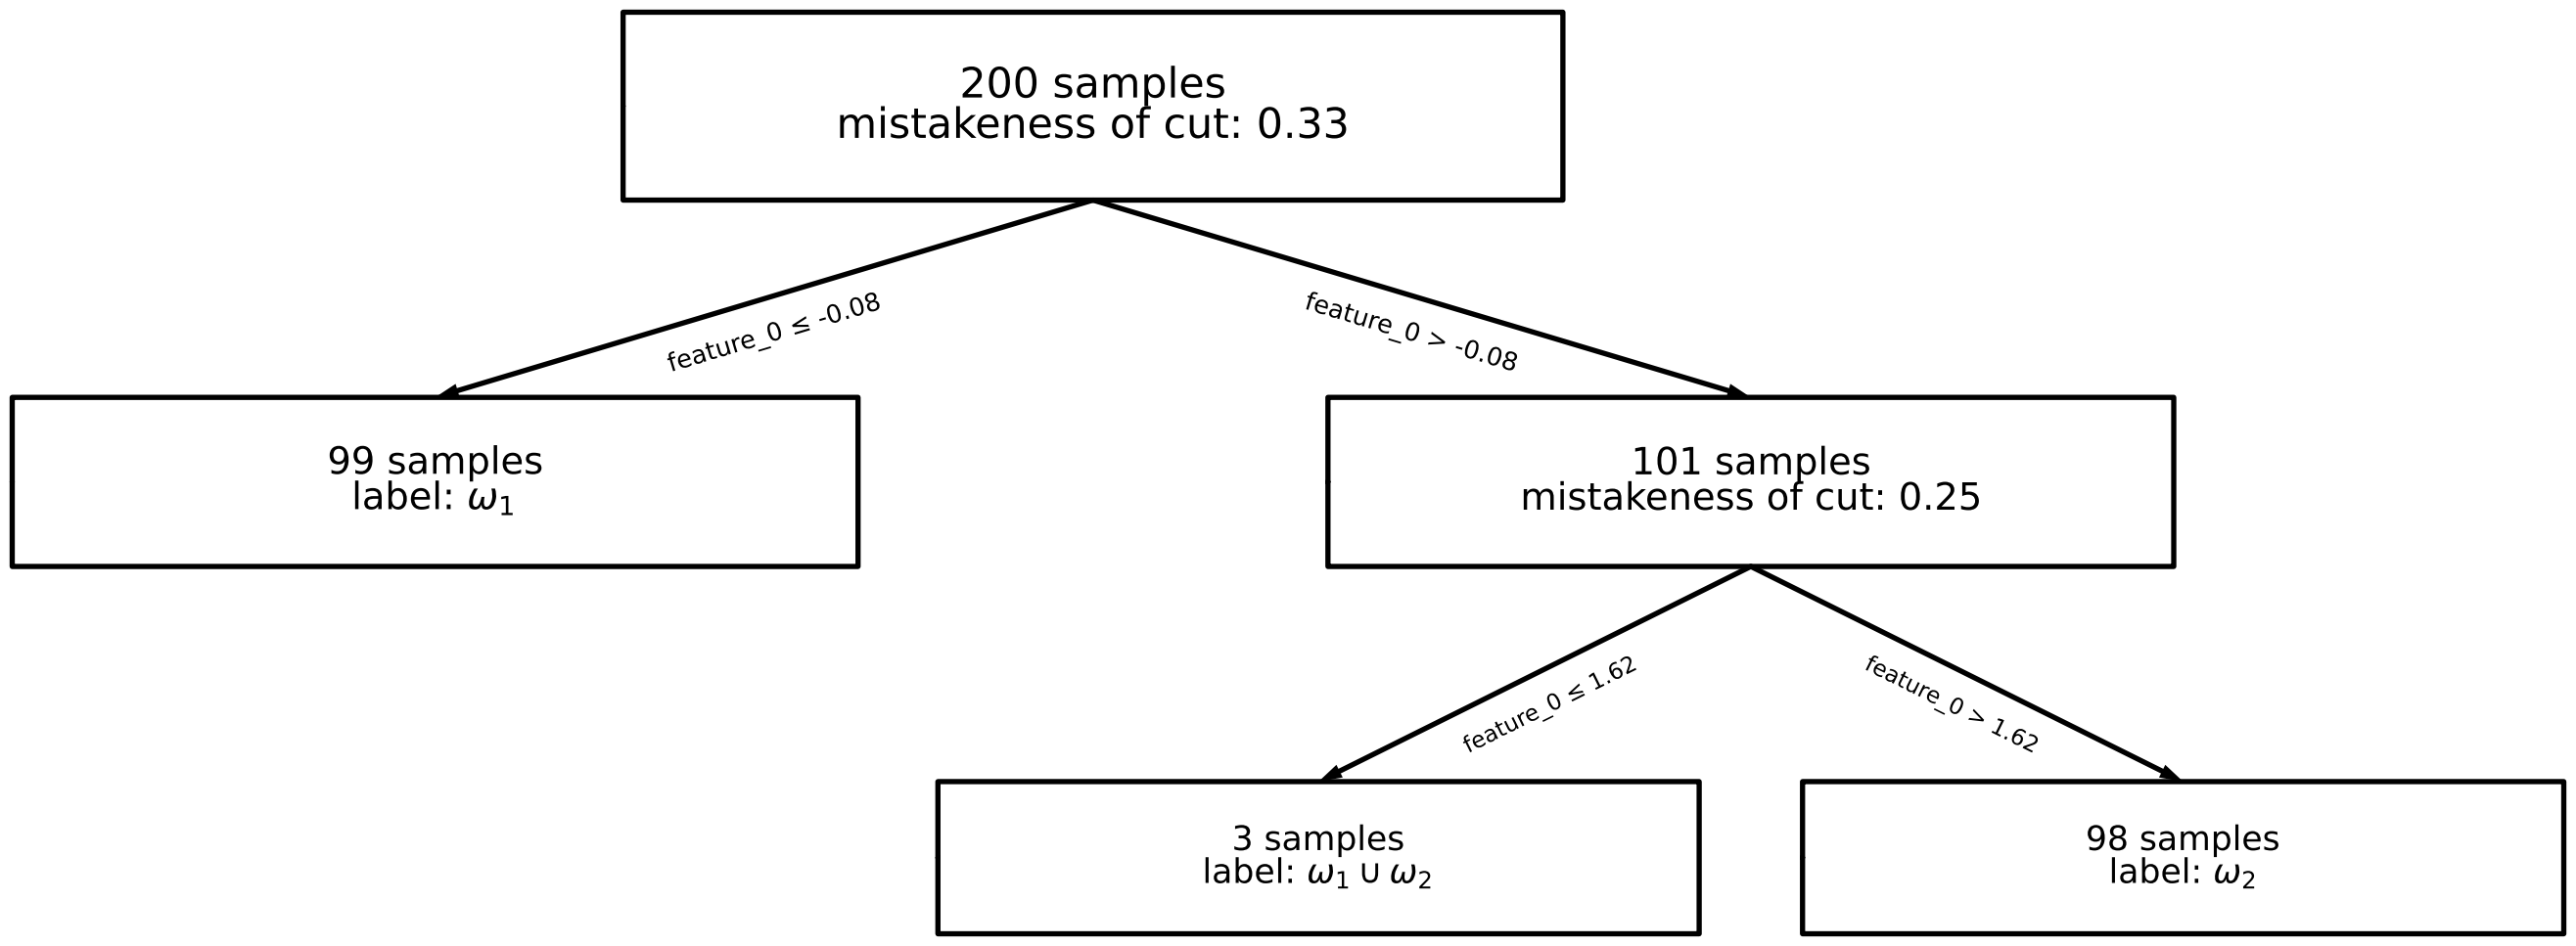 200 samples
mistakeness of cut: 0.33
feature_0 ≤ -0.08
feature_0 > -0.08
99 samples
label: ω₁
101 samples
mistakeness of cut: 0.25
feature_0 ≤ 1.62
feature_0 > 1.62
3 samples
label: ω₁ ∪ ω₂
98 samples
label: ω₂